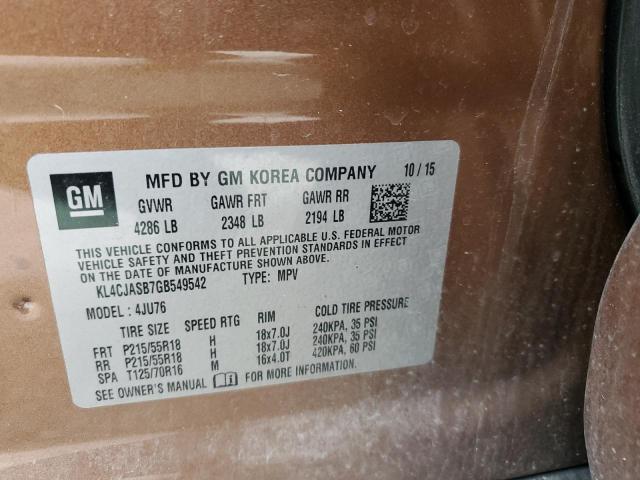 GM MFD BY GM KOREA COMPANY 10/15
GVWR GAWR FRT GAWR RR
4286 LB 2348 LB 2194 LB
THIS VEHICLE CONFORMS TO ALL APPLICABLE U.S. FEDERAL MOTOR
VEHICLE SAFETY AND THEFT PREVENTION STANDARDS IN EFFECT
ON THE DATE OF MANUFACTURE SHOWN ABOVE.
KL4CJASB7GB549542 TYPE: MPV
MODEL: 4JU76
TIRE SIZE SPEED RTG RIM COLD TIRE PRESSURE
FRT P215/55R18 H 18x7.0J 240KPA, 35 PSI
RR P215/55R18 H 18x7.0J 240KPA, 35 PSI
SPA T125/70R16 M 16x4.0T 420KPA, 60 PSI
SEE OWNER'S MANUAL FOR MORE INFORMATION.